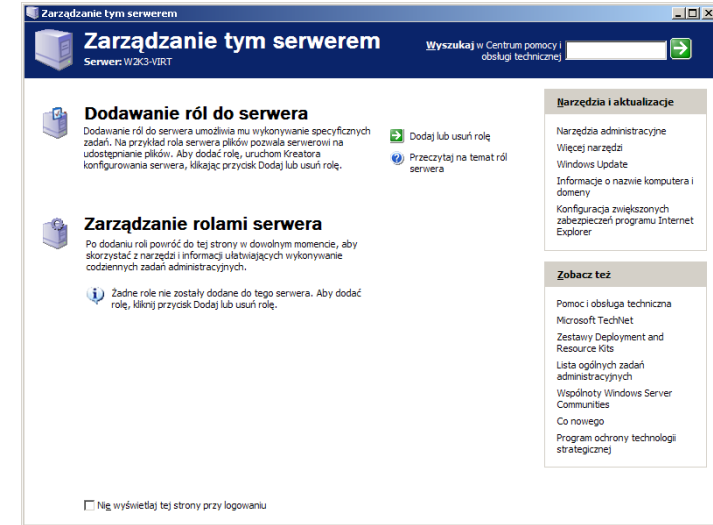 Zarządzanie tym serwerem
Zarządzanie tym serwerem
Serwer: W2K3-VIRT
Wyszukaj w Centrum pomocy i
obsługi technicznej
Dodawanie ról do serwera
Dodawanie ról do serwera umożliwia mu wykonywanie specyficznych
zadań. Na przykład rola serwera plików pozwala serwerowi na
udostępnianie plików. Aby dodać rolę, uruchom Kreatora
konfigurowania serwera, klikając przycisk Dodaj lub usuń rolę.
Dodaj lub usuń rolę
Przeczytaj na temat ról
serwera
Zarządzanie rolami serwera
Po dodaniu roli powróć do tej strony w dowolnym momencie, aby
skorzystać z narzędzi i informacji ułatwiających wykonywanie
codziennych zadań administracyjnych.
Żadne role nie zostały dodane do tego serwera. Aby dodać
rolę, kliknij przycisk Dodaj lub usuń rolę.
Narzędzia i aktualizacje
Narzędzia administracyjne
Więcej narzędzi
Windows Update
Informacje o nazwie komputera i
domeny
Konfiguracja zwiększonych
zabezpieczeń programu Internet
Explorer
Zobacz też
Pomoc i obsługa techniczna
Microsoft TechNet
Zestawy Deployment and
Resource Kits
Lista ogólnych zadań
administracyjnych
Wspólnoty Windows Server
Communities
Co nowego
Program ochrony technologii
strategicznej
Nie wyświetlaj tej strony przy logowaniu